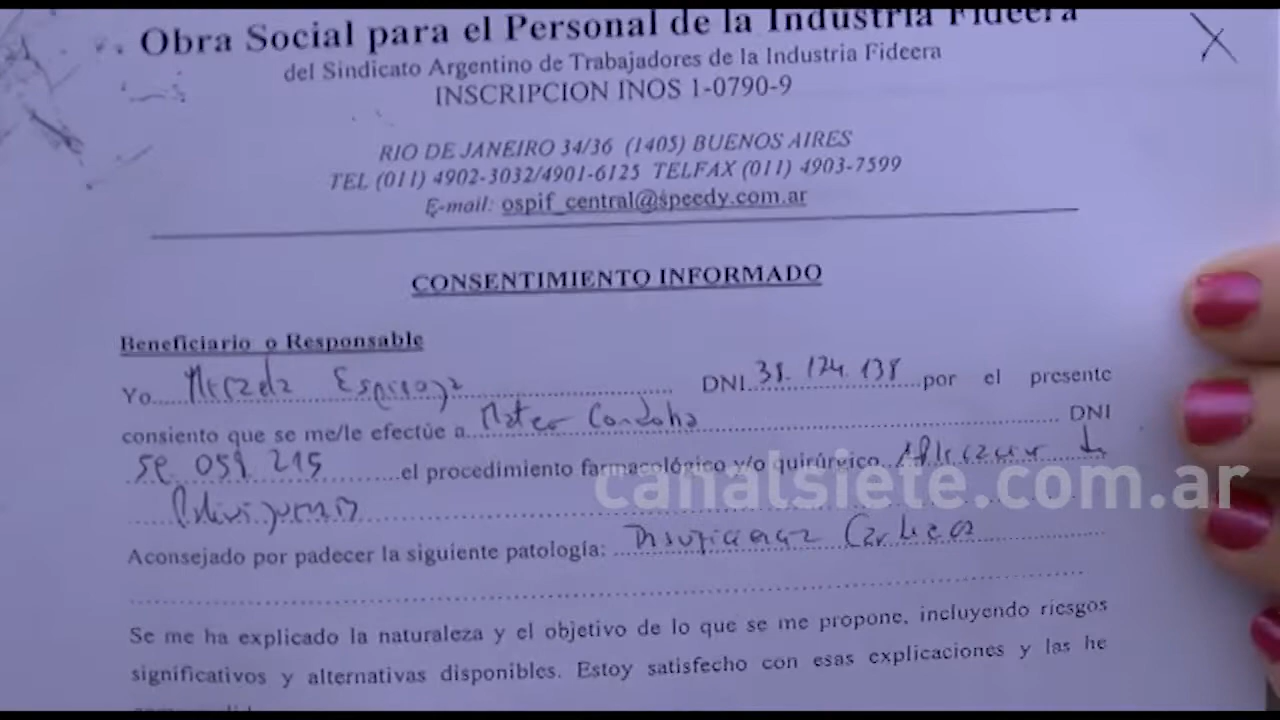 Obra Social para el Personal de la Industria Fideera
del Sindicato Argentino de Trabajadores de la Industria Fideera
INSCRIPCION INOS 1-0790-9
RIO DE JANEIRO 34/36 (1405) BUENOS AIRES
TEL (011) 4902-3032/4901-6125 TELFAX (011) 4903-7599
E-mail: ospif_central@speedy.com.ar
CONSENTIMIENTO INFORMADO
Beneficiario o Responsable
Yo DNI 38.124.138 por el presente
consiento que se me/le efectúe a Mateo Cordoba DNI
el procedimiento farmacológico y/o quirúrgico
canalsiete.com.ar
Aconsejado por padecer la siguiente patología: Insuficiencia Cardiaca
Se me ha explicado la naturaleza y el objetivo de lo que se me propone, incluyendo riesgos
significativos y alternativas disponibles. Estoy satisfecho con esas explicaciones y las he